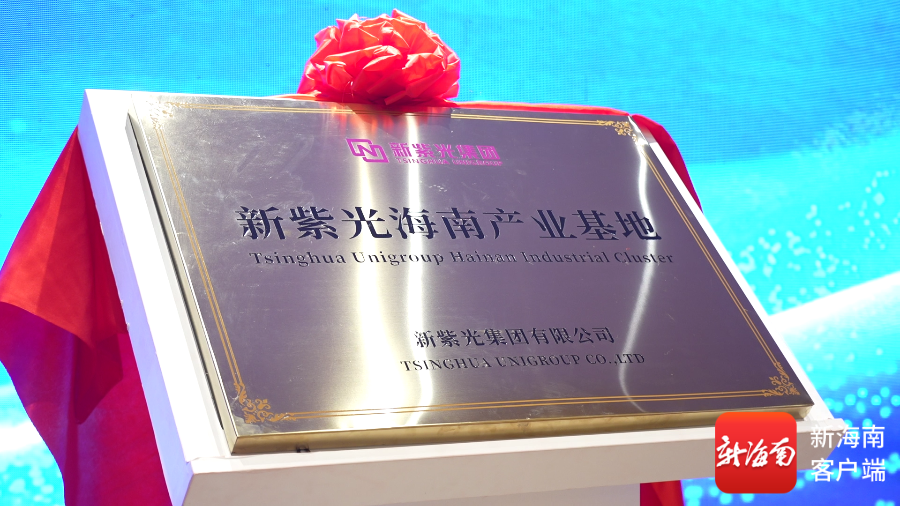 新紫光集团
TSINGHUA UNIGROUP
新紫光海南产业基地
Tsinghua Unigroup Hainan Industrial Cluster
新紫光集团有限公司
TSINGHUA UNIGROUP CO.,LTD
新海南
新海南
客户端